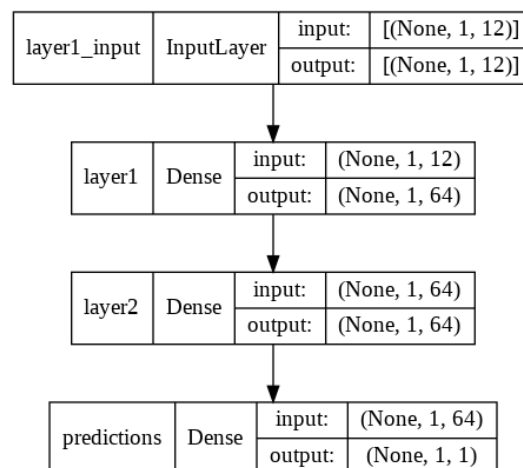 layer1_input InputLayer input: [(None, 1, 12)]
output: [(None, 1, 12)]
layer1 Dense input: (None, 1, 12)
output: (None, 1, 64)
layer2 Dense input: (None, 1, 64)
output: (None, 1, 64)
predictions Dense input: (None, 1, 64)
output: (None, 1, 1)